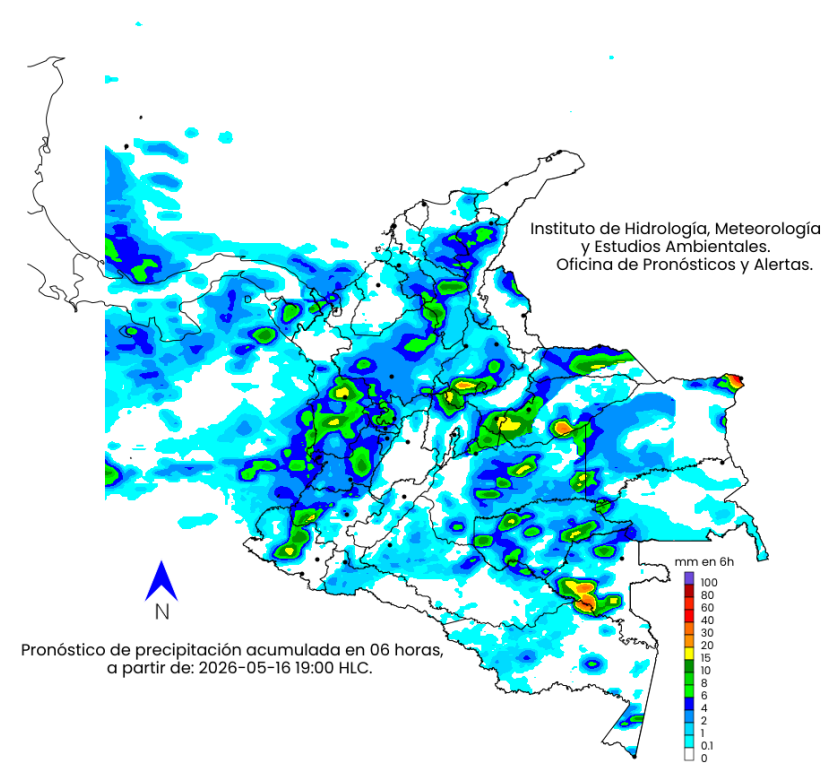 Instituto de Hidrología, Meteorología
y Estudios Ambientales.
Oficina de Pronósticos y Alertas.
mm en 6h
100
80
60
40
30
20
15
10
8
6
4
2
1
0.1
0
N
Pronóstico de precipitación acumulada en 06 horas,
a partir de: 2026-05-16 19:00 HLC.